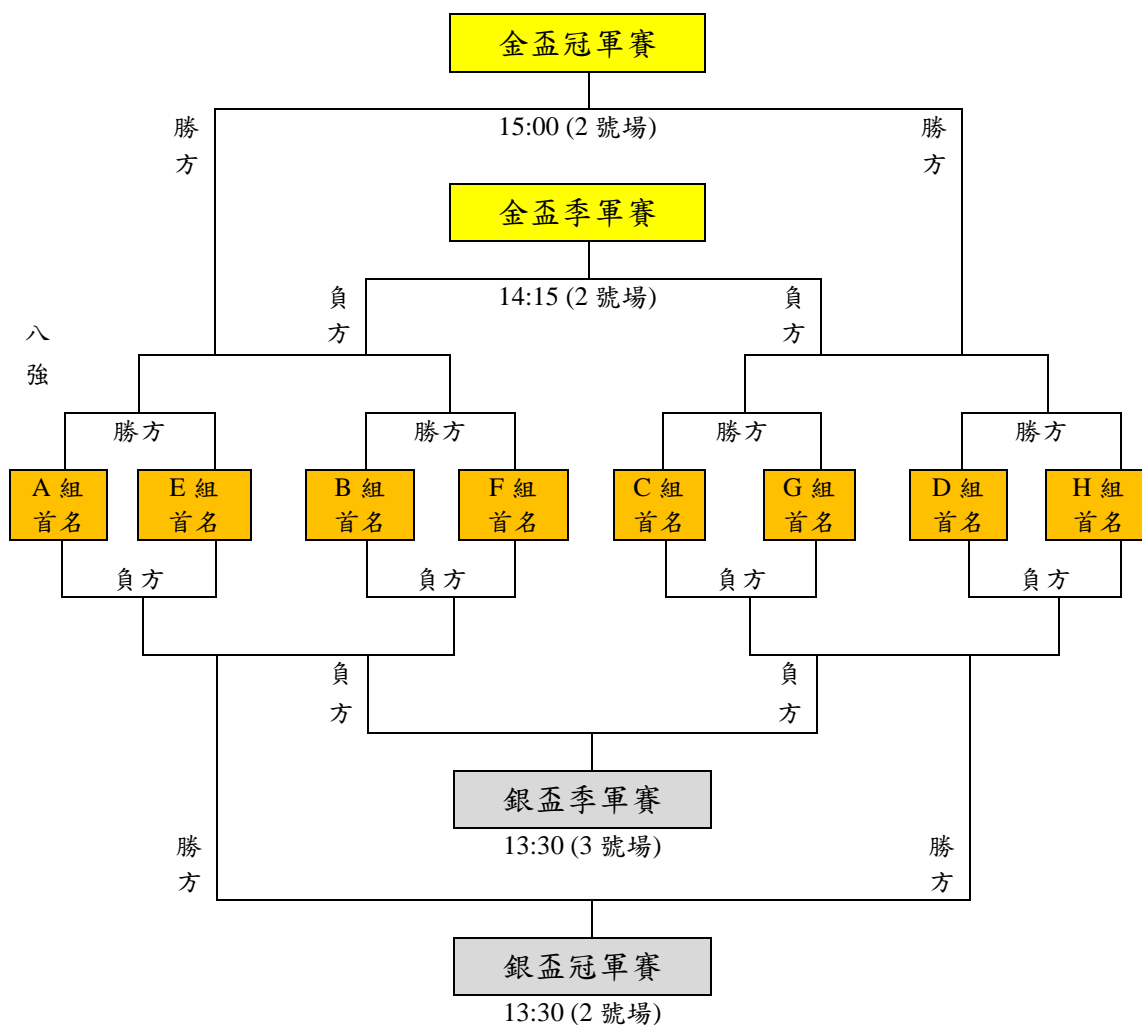 金盃冠軍賽
15:00 (2 號場)
勝
方
勝
方
金盃季軍賽
14:15 (2 號場)
負
方
負
方
八
強
勝方
勝方
勝方
勝方
A 組
首名
E 組
首名
B 組
首名
F 組
首名
C 組
首名
G 組
首名
D 組
首名
H 組
首名
負方
負方
負方
負方
負
方
負
方
銀盃季軍賽
13:30 (3 號場)
勝
方
勝
方
銀盃冠軍賽
13:30 (2 號場)